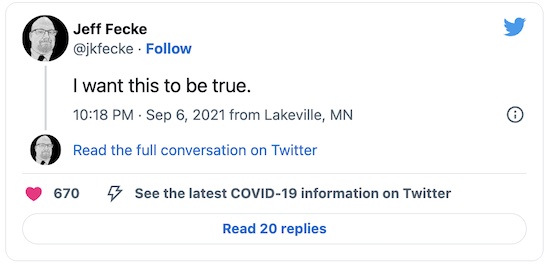 Jeff Fecke
@jkfecke · Follow
I want this to be true.
10:18 PM · Sep 6, 2021 from Lakeville, MN
Read the full conversation on Twitter
670 See the latest COVID-19 information on Twitter
Read 20 replies